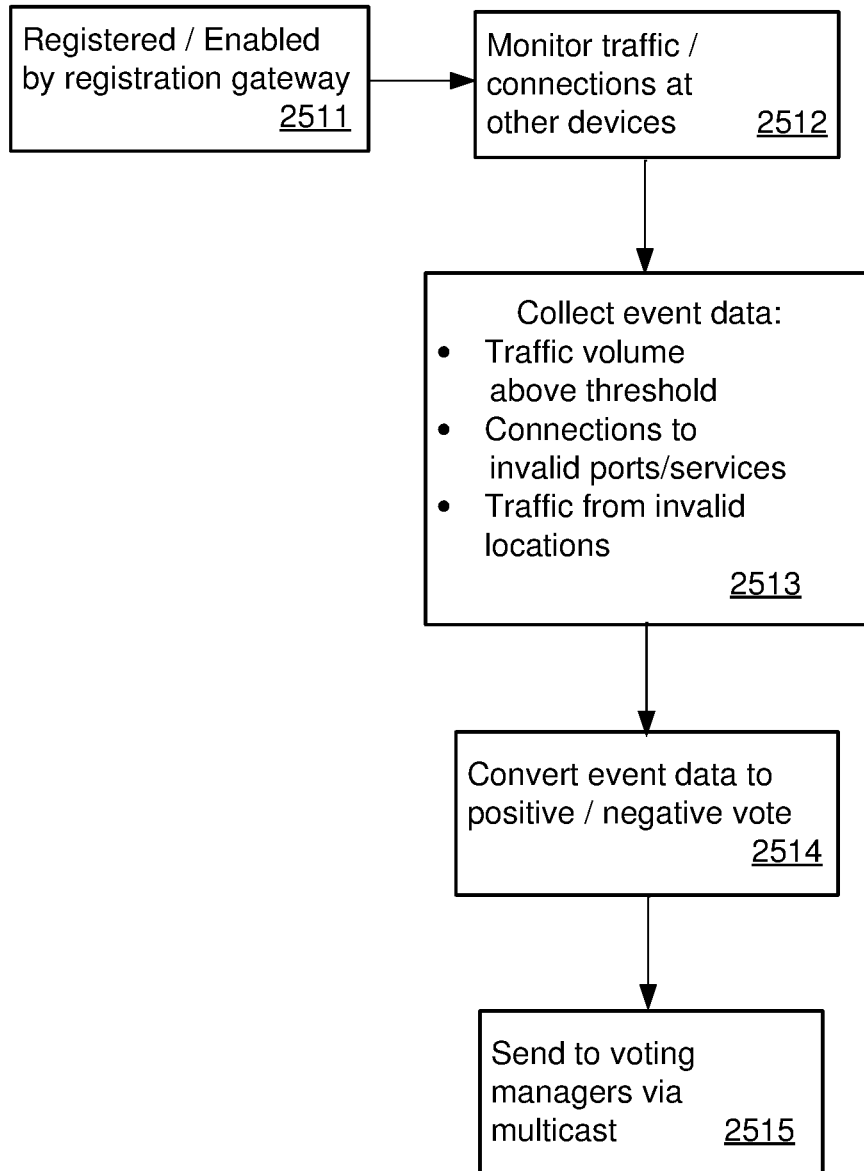 Registered / Enabled
by registration gateway
2511
Monitor traffic /
connections at
other devices 2512
Collect event data:
• Traffic volume
above threshold
• Connections to
invalid ports/services
• Traffic from invalid
locations
2513
Convert event data to
positive / negative vote
2514
Send to voting
managers via
multicast 2515